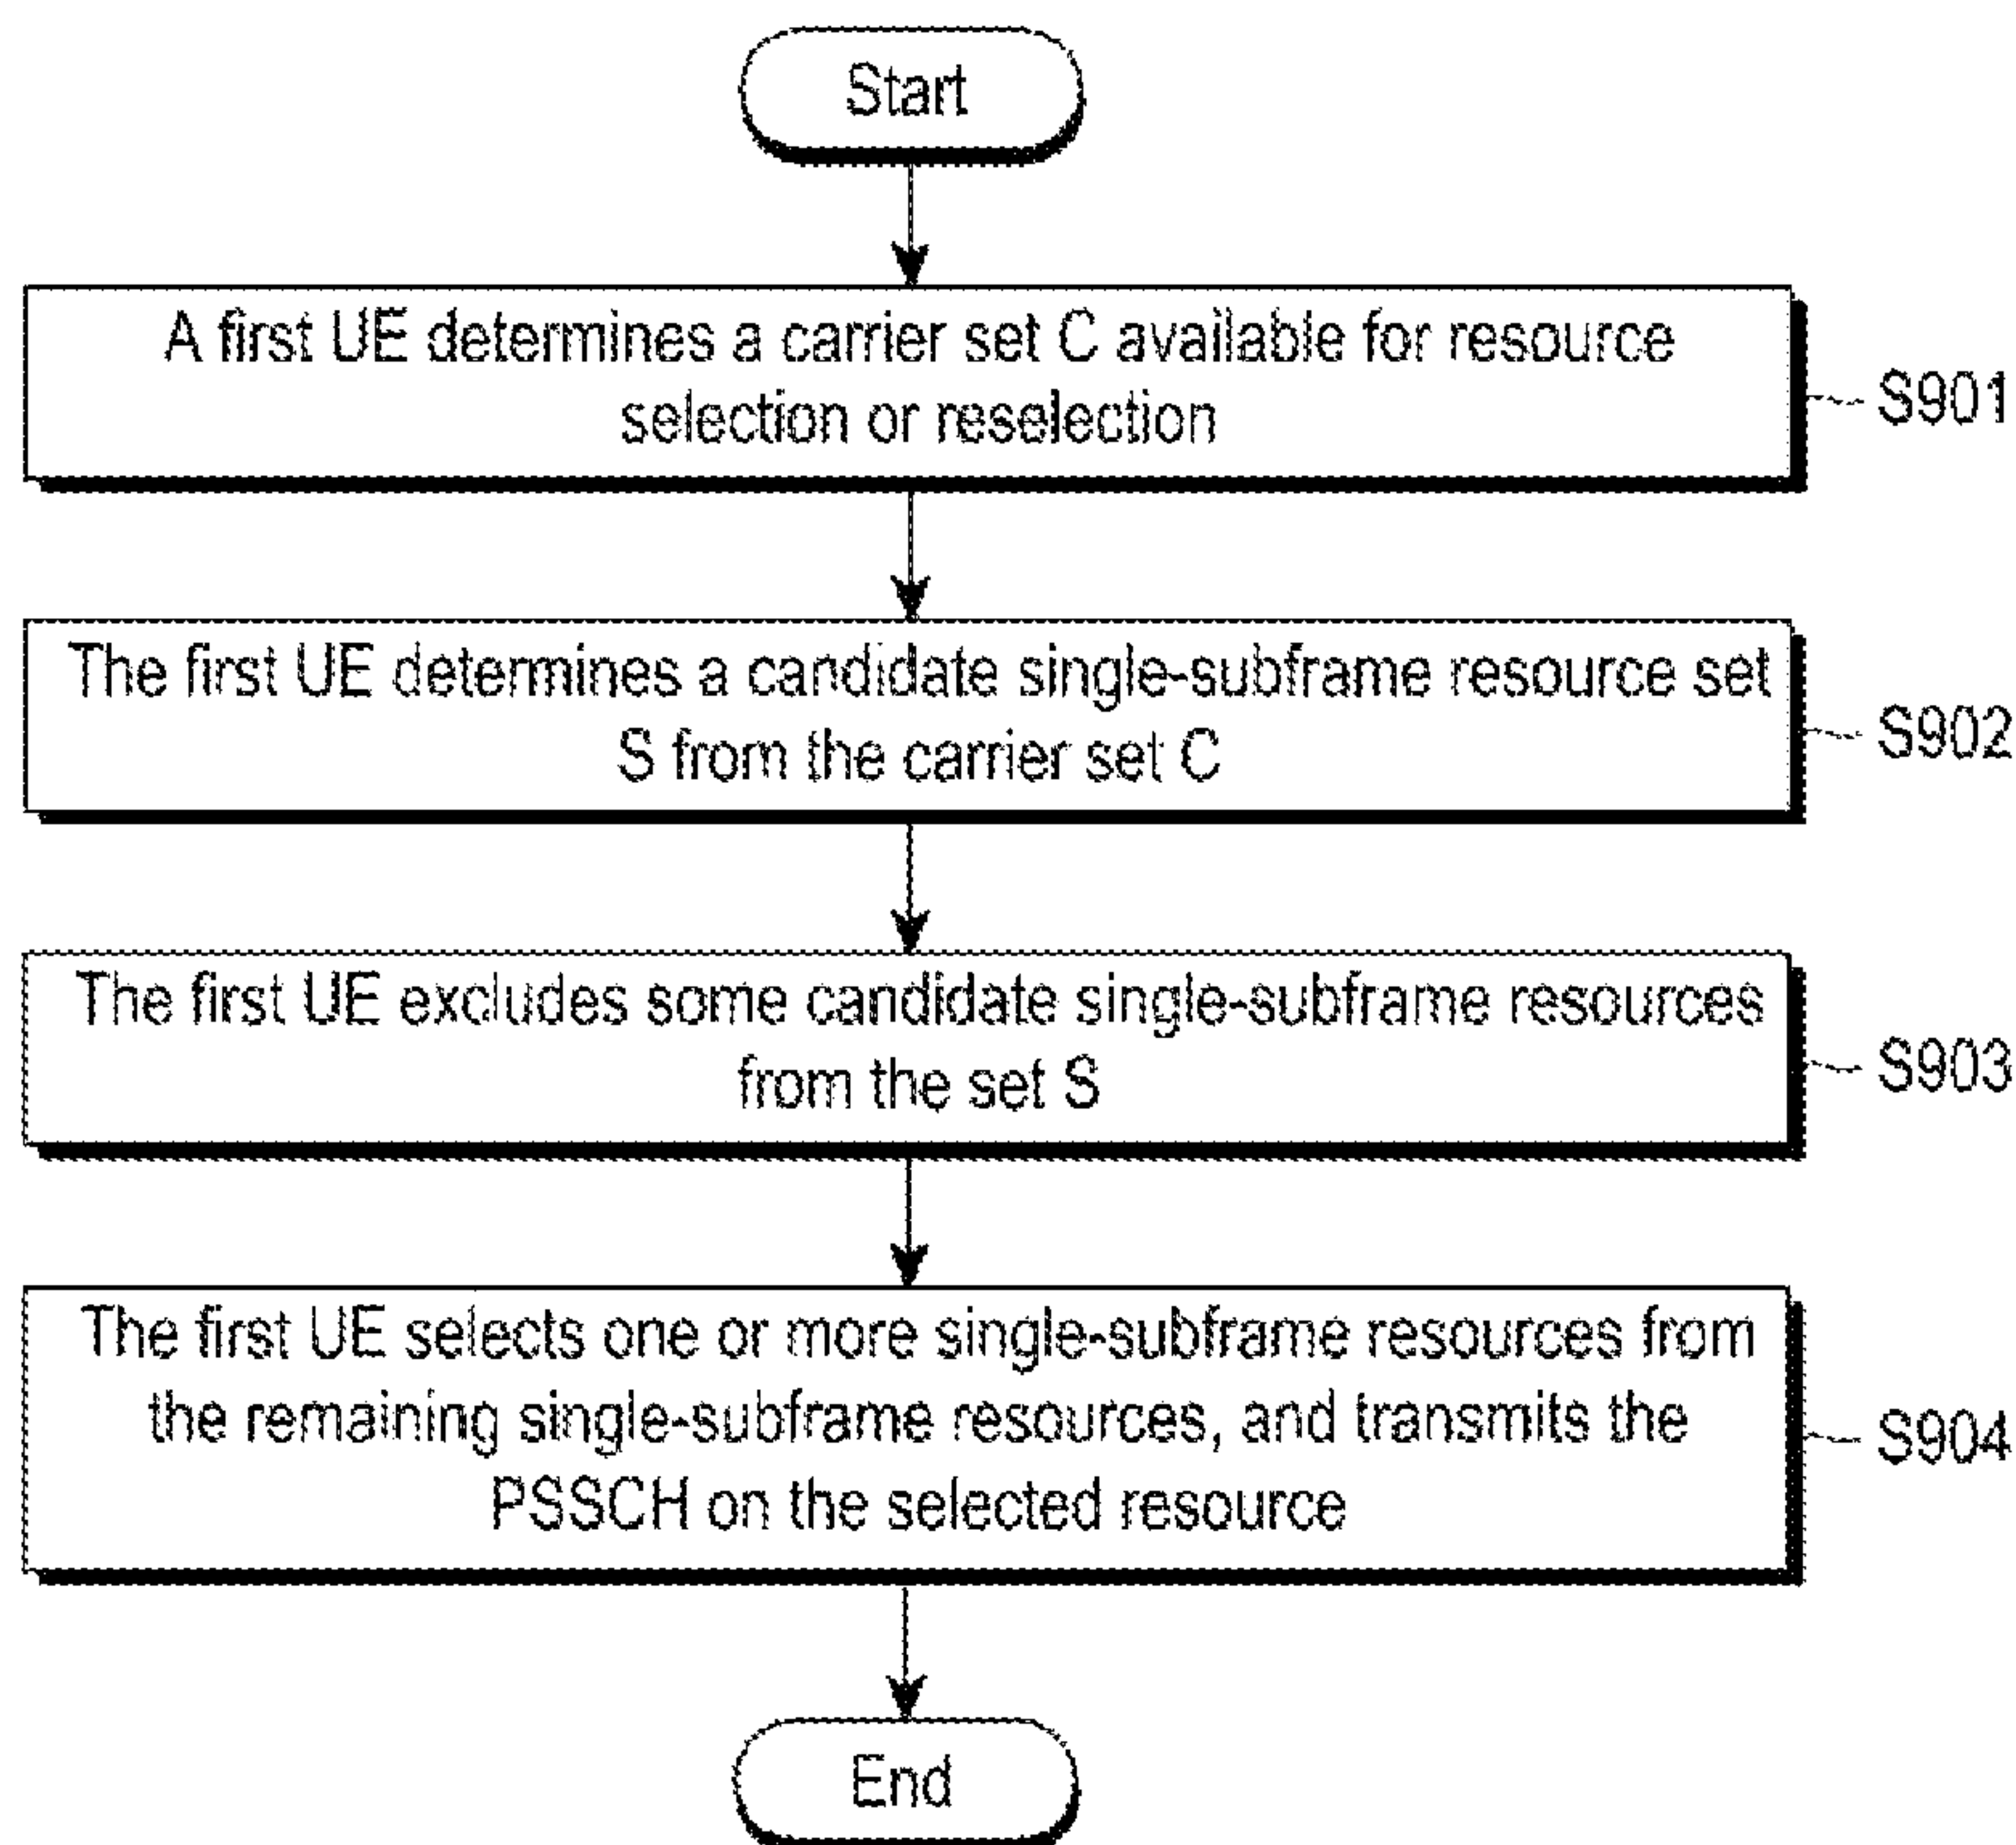 Start
A first UE determines a carrier set C available for resource
selection or reselection
S901
The first UE determines a candidate single-subframe resource set
S from the carrier set C
S902
The first UE excludes some candidate single-subframe resources
from the set S
S903
The first UE selects one or more single-subframe resources from
the remaining single-subframe resources, and transmits the
PSSCH on the selected resource
S904
End